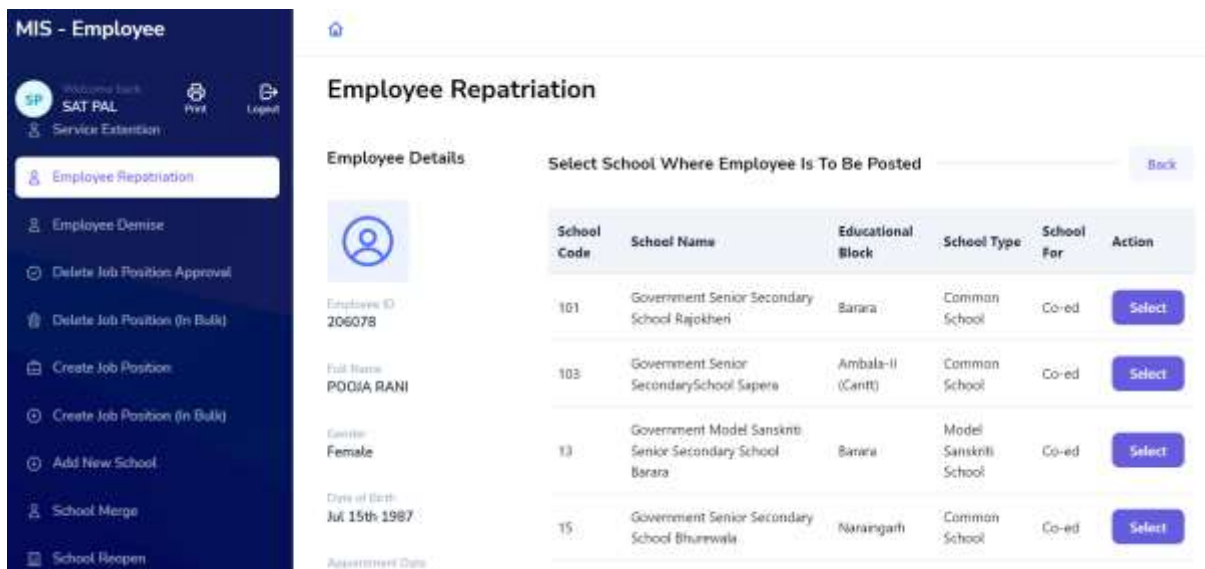 MIS - Employee
SP
Welcome back
SAT PAL
Print
Logout
Service Extention
Employee Repatriation
Employee Demise
Delete Job Position Approval
Delete Job Position (In Bulk)
Create Job Position
Create Job Position (In Bulk)
Add New School
School Merge
School Reopen
Employee Repatriation
Employee Details
Employee ID
206078
Full Name
POOJA RANI
Gender
Female
Date of Birth
Jul 15th 1987
Appointment Date
Select School Where Employee Is To Be Posted
Back
School Code School Name Educational Block School Type School For Action
101 Government Senior Secondary School Rajokheri Barara Common School Co-ed Select
103 Government Senior SecondarySchool Sapera Ambala-II (Cantt) Common School Co-ed Select
13 Government Model Sanskriti Senior Secondary School Barara Barara Model Sanskriti School Co-ed Select
15 Government Senior Secondary School Bhurewala Naraingarh Common School Co-ed Select